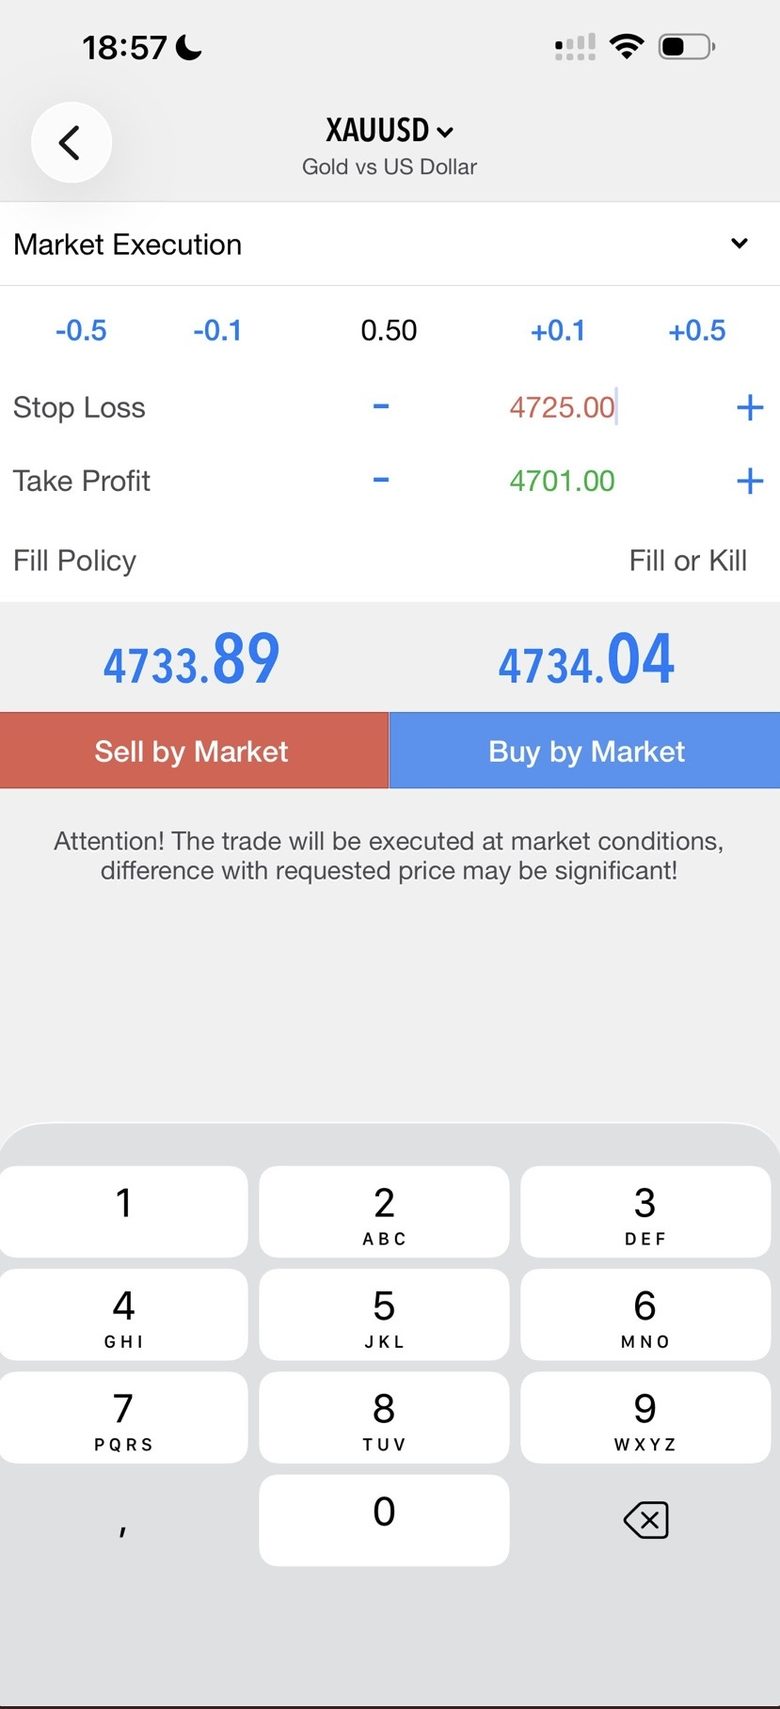 18:57
XAUUSD
Gold vs US Dollar
Market Execution
-0.5 -0.1 0.50 +0.1 +0.5
Stop Loss - 4725.00 +
Take Profit - 4701.00 +
Fill Policy Fill or Kill
4733.89 4734.04
Sell by Market Buy by Market
Attention! The trade will be executed at market conditions,
difference with requested price may be significant!
1 2 3
ABC DEF
4 5 6
GHI JKL MNO
7 8 9
PQRS TUV WXYZ
, 0